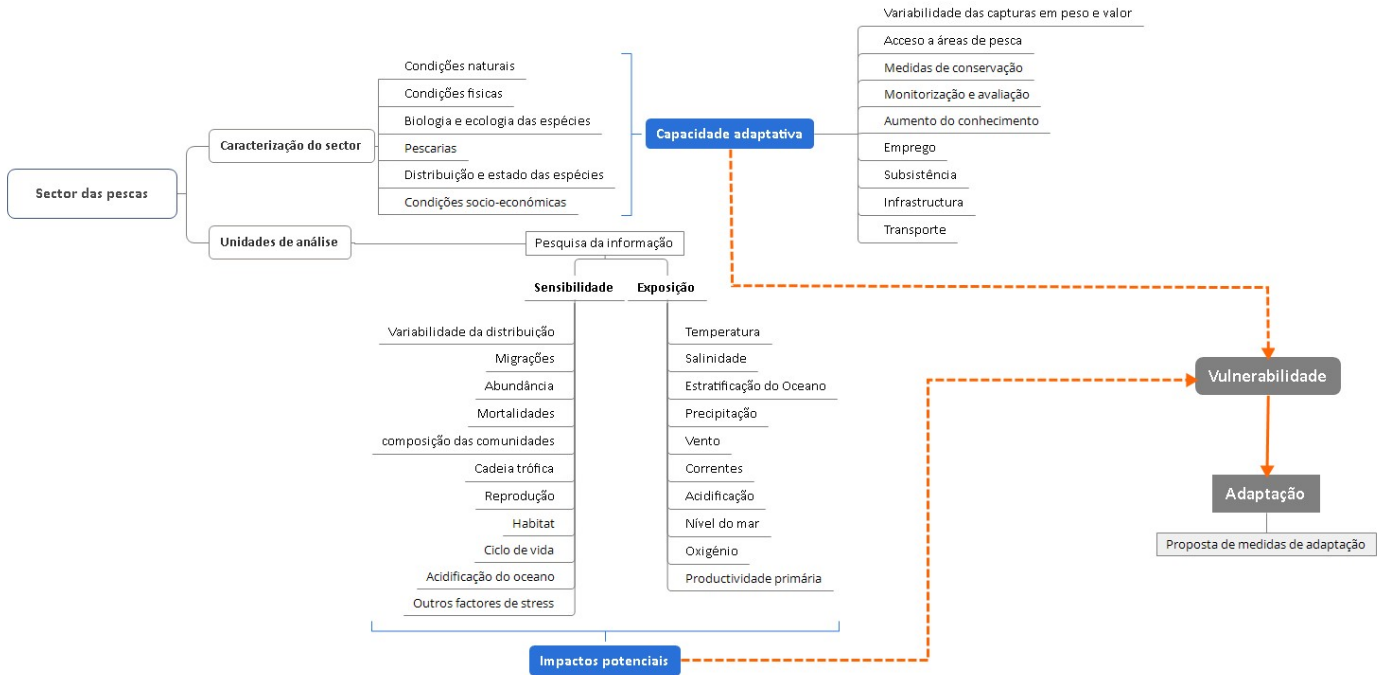 Sector das pescas
Caracterização do sector
Condições naturais
Condições fisicas
Biologia e ecologia das espécies
Pescarias
Distribuição e estado das espécies
Condições socio-económicas
Capacidade adaptativa
Variabilidade das capturas em peso e valor
Acceso a áreas de pesca
Medidas de conservação
Monitorização e avaliação
Aumento do conhecimento
Emprego
Subsistência
Infrastructura
Transporte
Unidades de análise
Pesquisa da informação
Sensibilidade
Variabilidade da distribuição
Migrações
Abundância
Mortalidades
composição das comunidades
Cadeia trófica
Reprodução
Habitat
Ciclo de vida
Acidificação do oceano
Outros factores de stress
Exposição
Temperatura
Salinidade
Estratificação do Oceano
Precipitação
Vento
Correntes
Acidificação
Nível do mar
Oxigénio
Productividade primária
Impactos potenciais
Vulnerabilidade
Adaptação
Proposta de medidas de adaptação